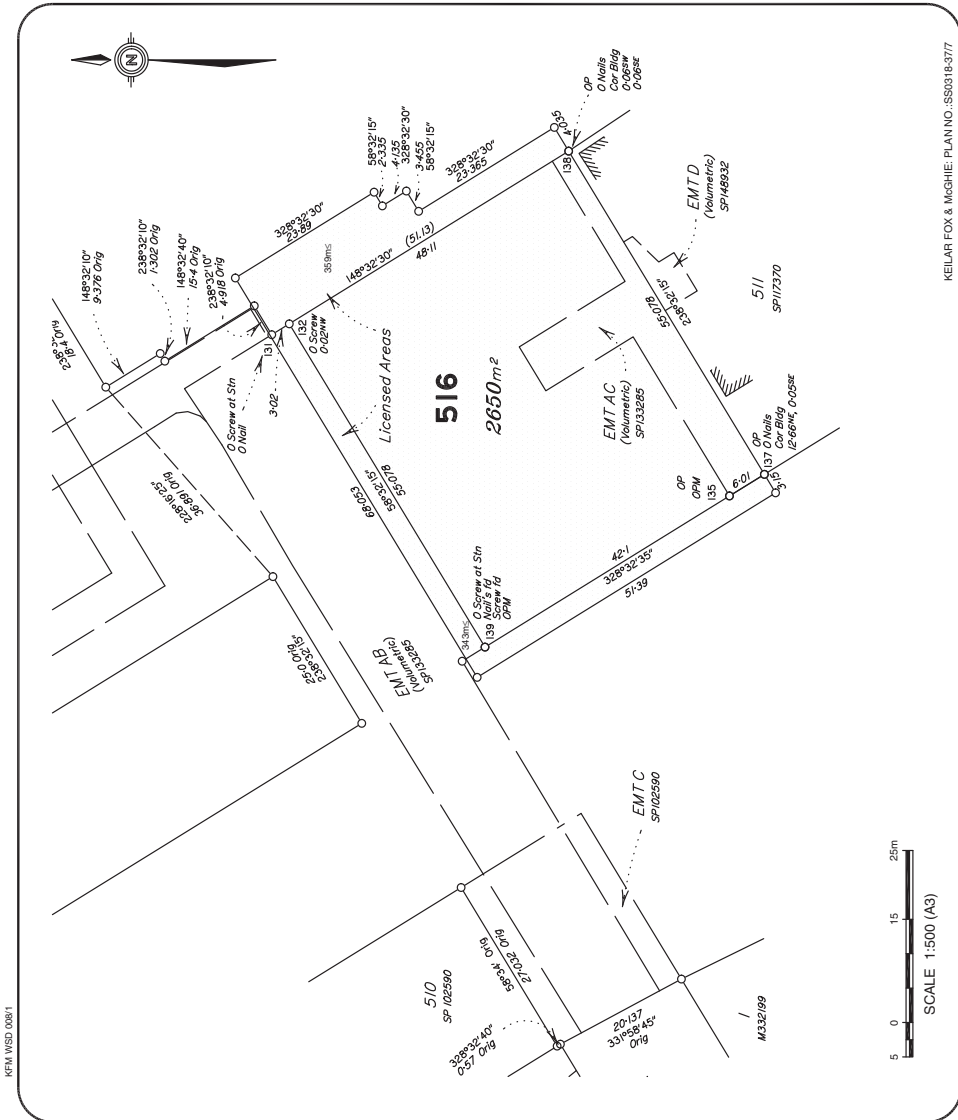 KFM WSD 008/1
KEILAR FOX & McGHIE: PLAN NO.:SS0318-37/7
N
148°32'10"
9·376 Orig
238°32'10"
1·302 Orig
148°32'40"
15·4 Orig
238°32'10"
4·918 Orig
18·4 Orig
228°16'25"
36·891 Orig
O Screw at Stn
O Nail
131
3·02
132
O Screw
0·02NW
328°32'30"
23·89
359m²
58°32'15"
2·335
4·135
328°32'30"
3·455
58°32'15"
328°32'30"
23·365
148°32'30"
(51.13)
48·11
4·035
138
OP
O Nails
Cor Bldg
0·06SW
0·06SE
Licensed Areas
516
2650m²
68·053
58°32'15"
55·078
EMT AC
(Volumetric)
SP133285
EMT D
(Volumetric)
SP148932
55·078
238°32'15"
511
SP117370
OP
OPM
135
6·01
OP
137 O Nails
Cor Bldg
12·66NE, 0·05SE
3·15
42·1
328°32'35"
51·39
343m²
O Screw at Stn
139 Nail's fd
Screw fd
OPM
25·0 Orig
238°32'15"
EMT AB
(Volumetric)
SP133285
EMT C
SP102590
510
SP 102590
58°34' Orig
27·032 Orig
328°32'40"
0·57 Orig
20·137
331°58'45"
Orig
1
M332199
5 0 15 25m
SCALE 1:500 (A3)